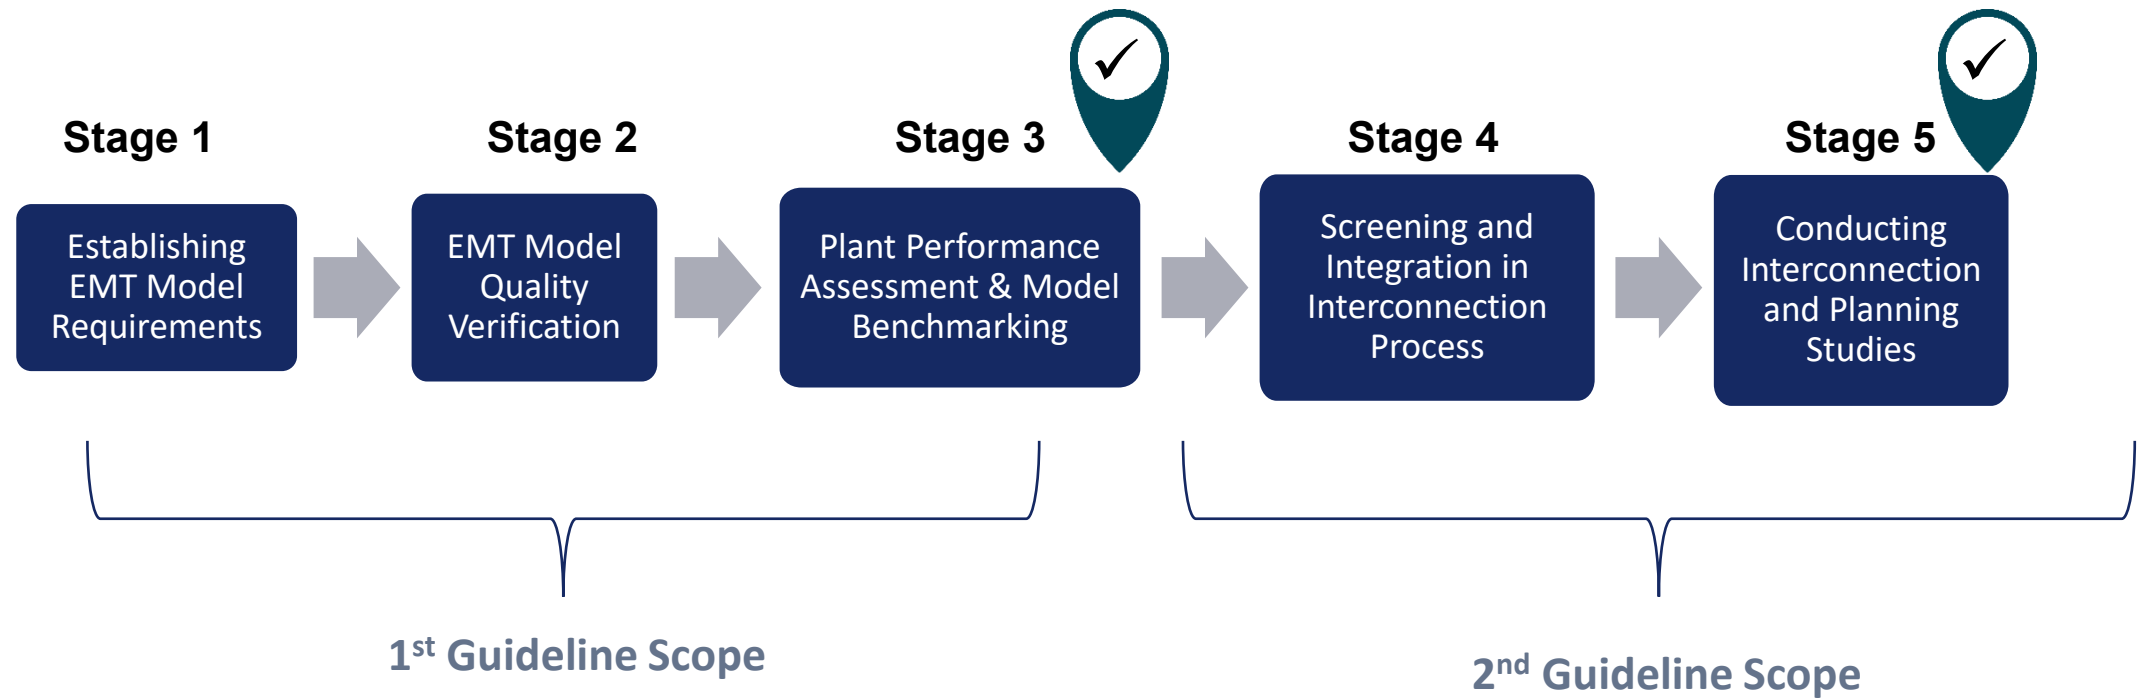 Stage 1
Establishing
EMT Model
Requirements
Stage 2
EMT Model
Quality
Verification
Stage 3
Plant Performance
Assessment & Model
Benchmarking
Stage 4
Screening and
Integration in
Interconnection
Process
Stage 5
Conducting
Interconnection
and Planning
Studies
1st Guideline Scope
2nd Guideline Scope